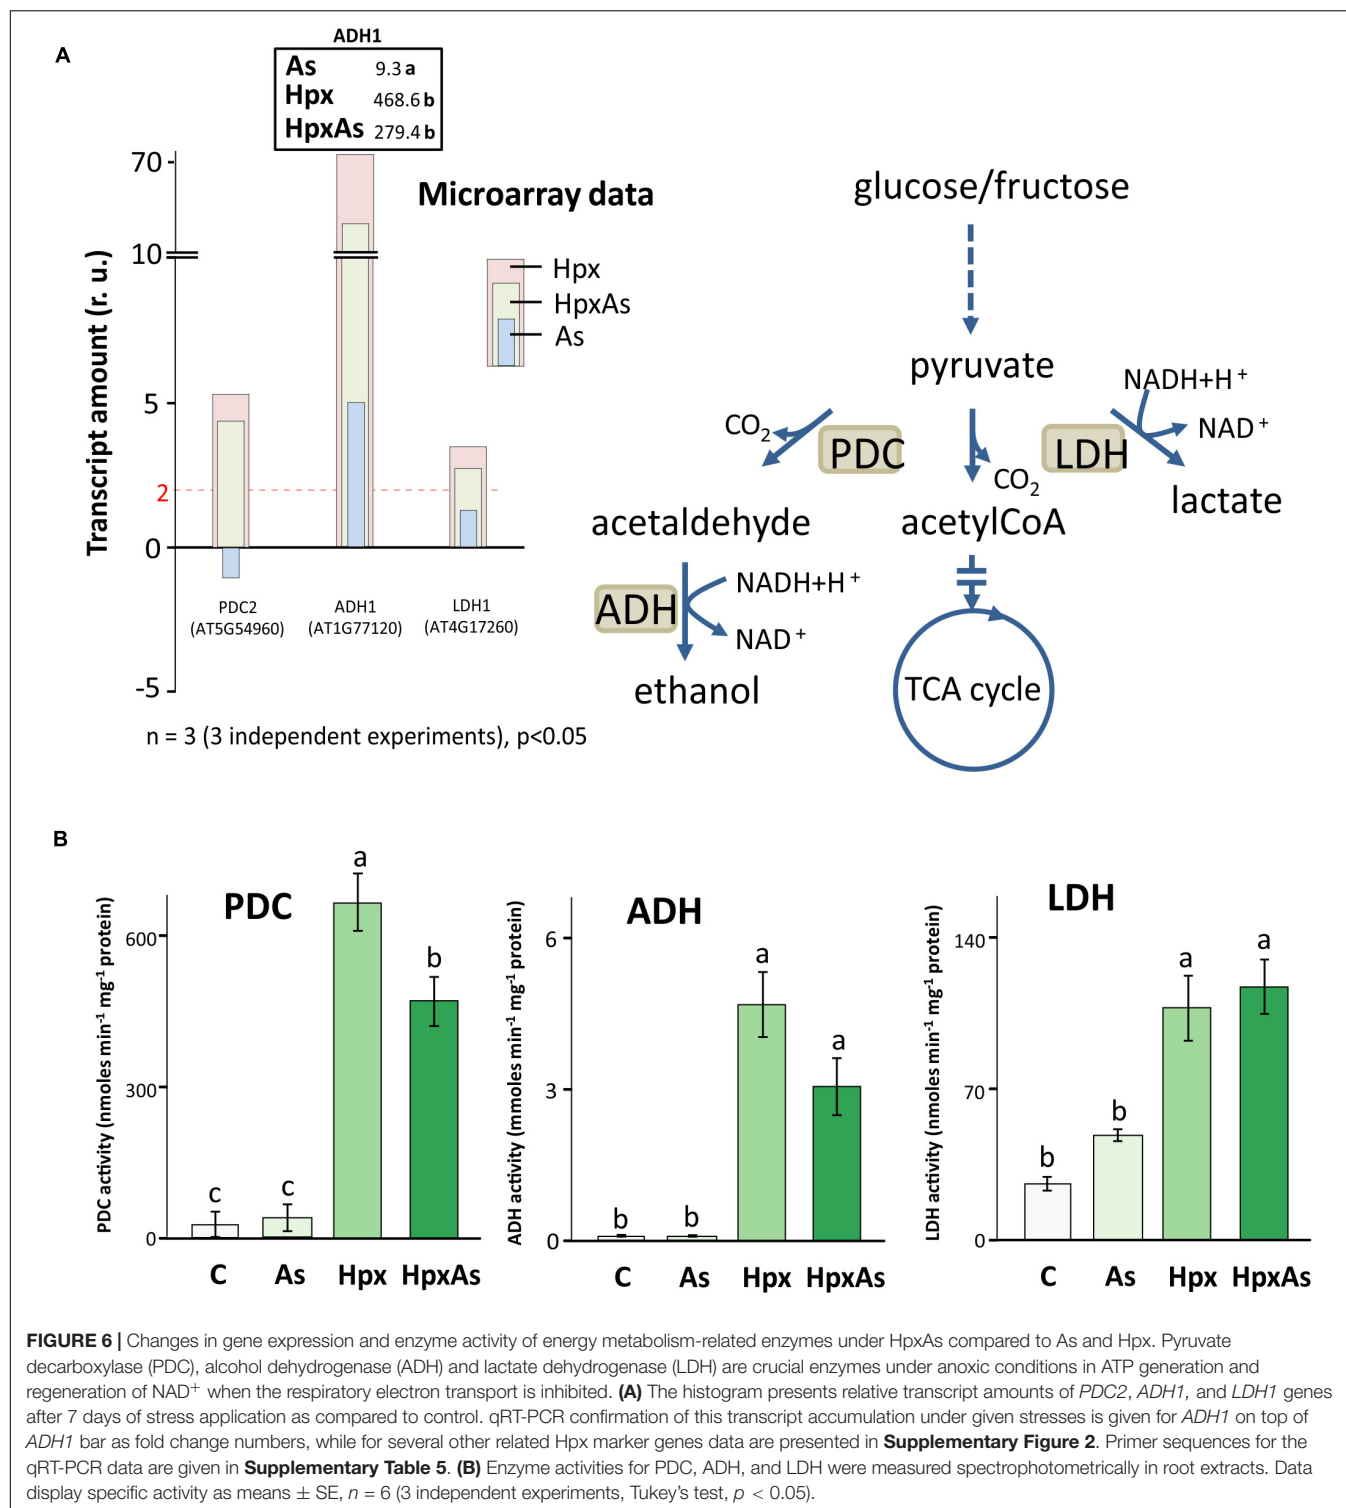 A
ADH1
As 9.3 a
Hpx 468.6 b
HpxAs 279.4 b
Microarray data
Hpx
HpxAs
As
Transcript amount (r. u.)
70
10
5
2
0
-5
PDC2
(AT5G54960)
ADH1
(AT1G77120)
LDH1
(AT4G17260)
n = 3 (3 independent experiments), p<0.05
glucose/fructose
pyruvate
CO2
PDC
CO2
LDH
NADH+H+
NAD+
lactate
acetaldehyde
acetylCoA
ADH
NADH+H+
NAD+
ethanol
TCA cycle
B
PDC
PDC activity (nmoles min-1 mg-1 protein)
600
300
0
c
c
a
b
C As Hpx HpxAs
ADH
ADH activity (mmoles min-1 mg-1 protein)
6
3
0
b
b
a
a
C As Hpx HpxAs
LDH
LDH activity (nmoles min-1 mg-1 protein)
140
70
0
b
b
a
a
C As Hpx HpxAs
FIGURE 6 | Changes in gene expression and enzyme activity of energy metabolism-related enzymes under HpxAs compared to As and Hpx. Pyruvate
decarboxylase (PDC), alcohol dehydrogenase (ADH) and lactate dehydrogenase (LDH) are crucial enzymes under anoxic conditions in ATP generation and
regeneration of NAD+ when the respiratory electron transport is inhibited. (A) The histogram presents relative transcript amounts of PDC2, ADH1, and LDH1 genes
after 7 days of stress application as compared to control. qRT-PCR confirmation of this transcript accumulation under given stresses is given for ADH1 on top of
ADH1 bar as fold change numbers, while for several other related Hpx marker genes data are presented in Supplementary Figure 2. Primer sequences for the
qRT-PCR data are given in Supplementary Table 5. (B) Enzyme activities for PDC, ADH, and LDH were measured spectrophotometrically in root extracts. Data
display specific activity as means ± SE, n = 6 (3 independent experiments, Tukey's test, p < 0.05).